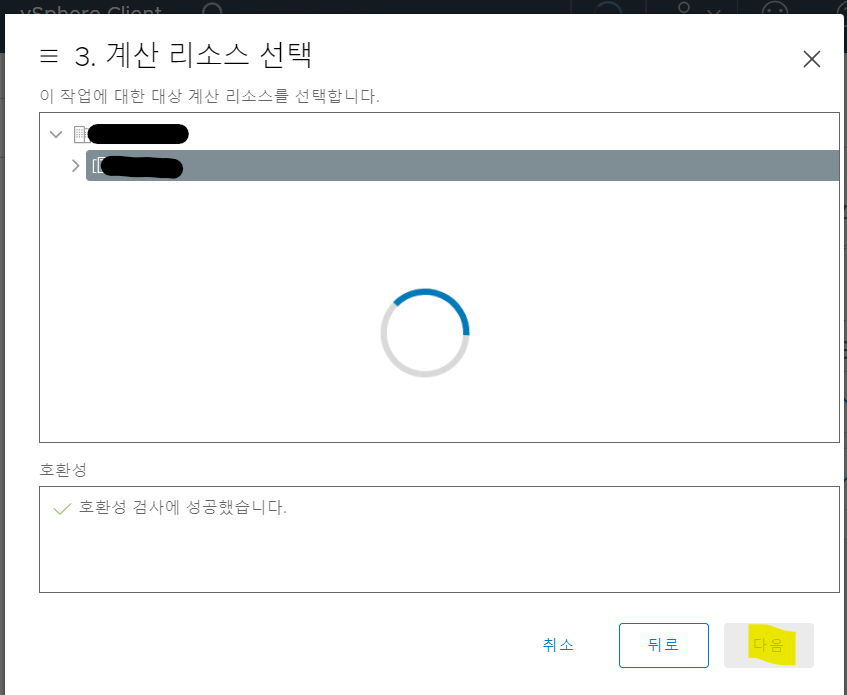 vSphere Client
3. 계산 리소스 선택
이 작업에 대한 대상 계산 리소스를 선택합니다.
호환성
호환성 검사에 성공했습니다.
취소
뒤로
다음